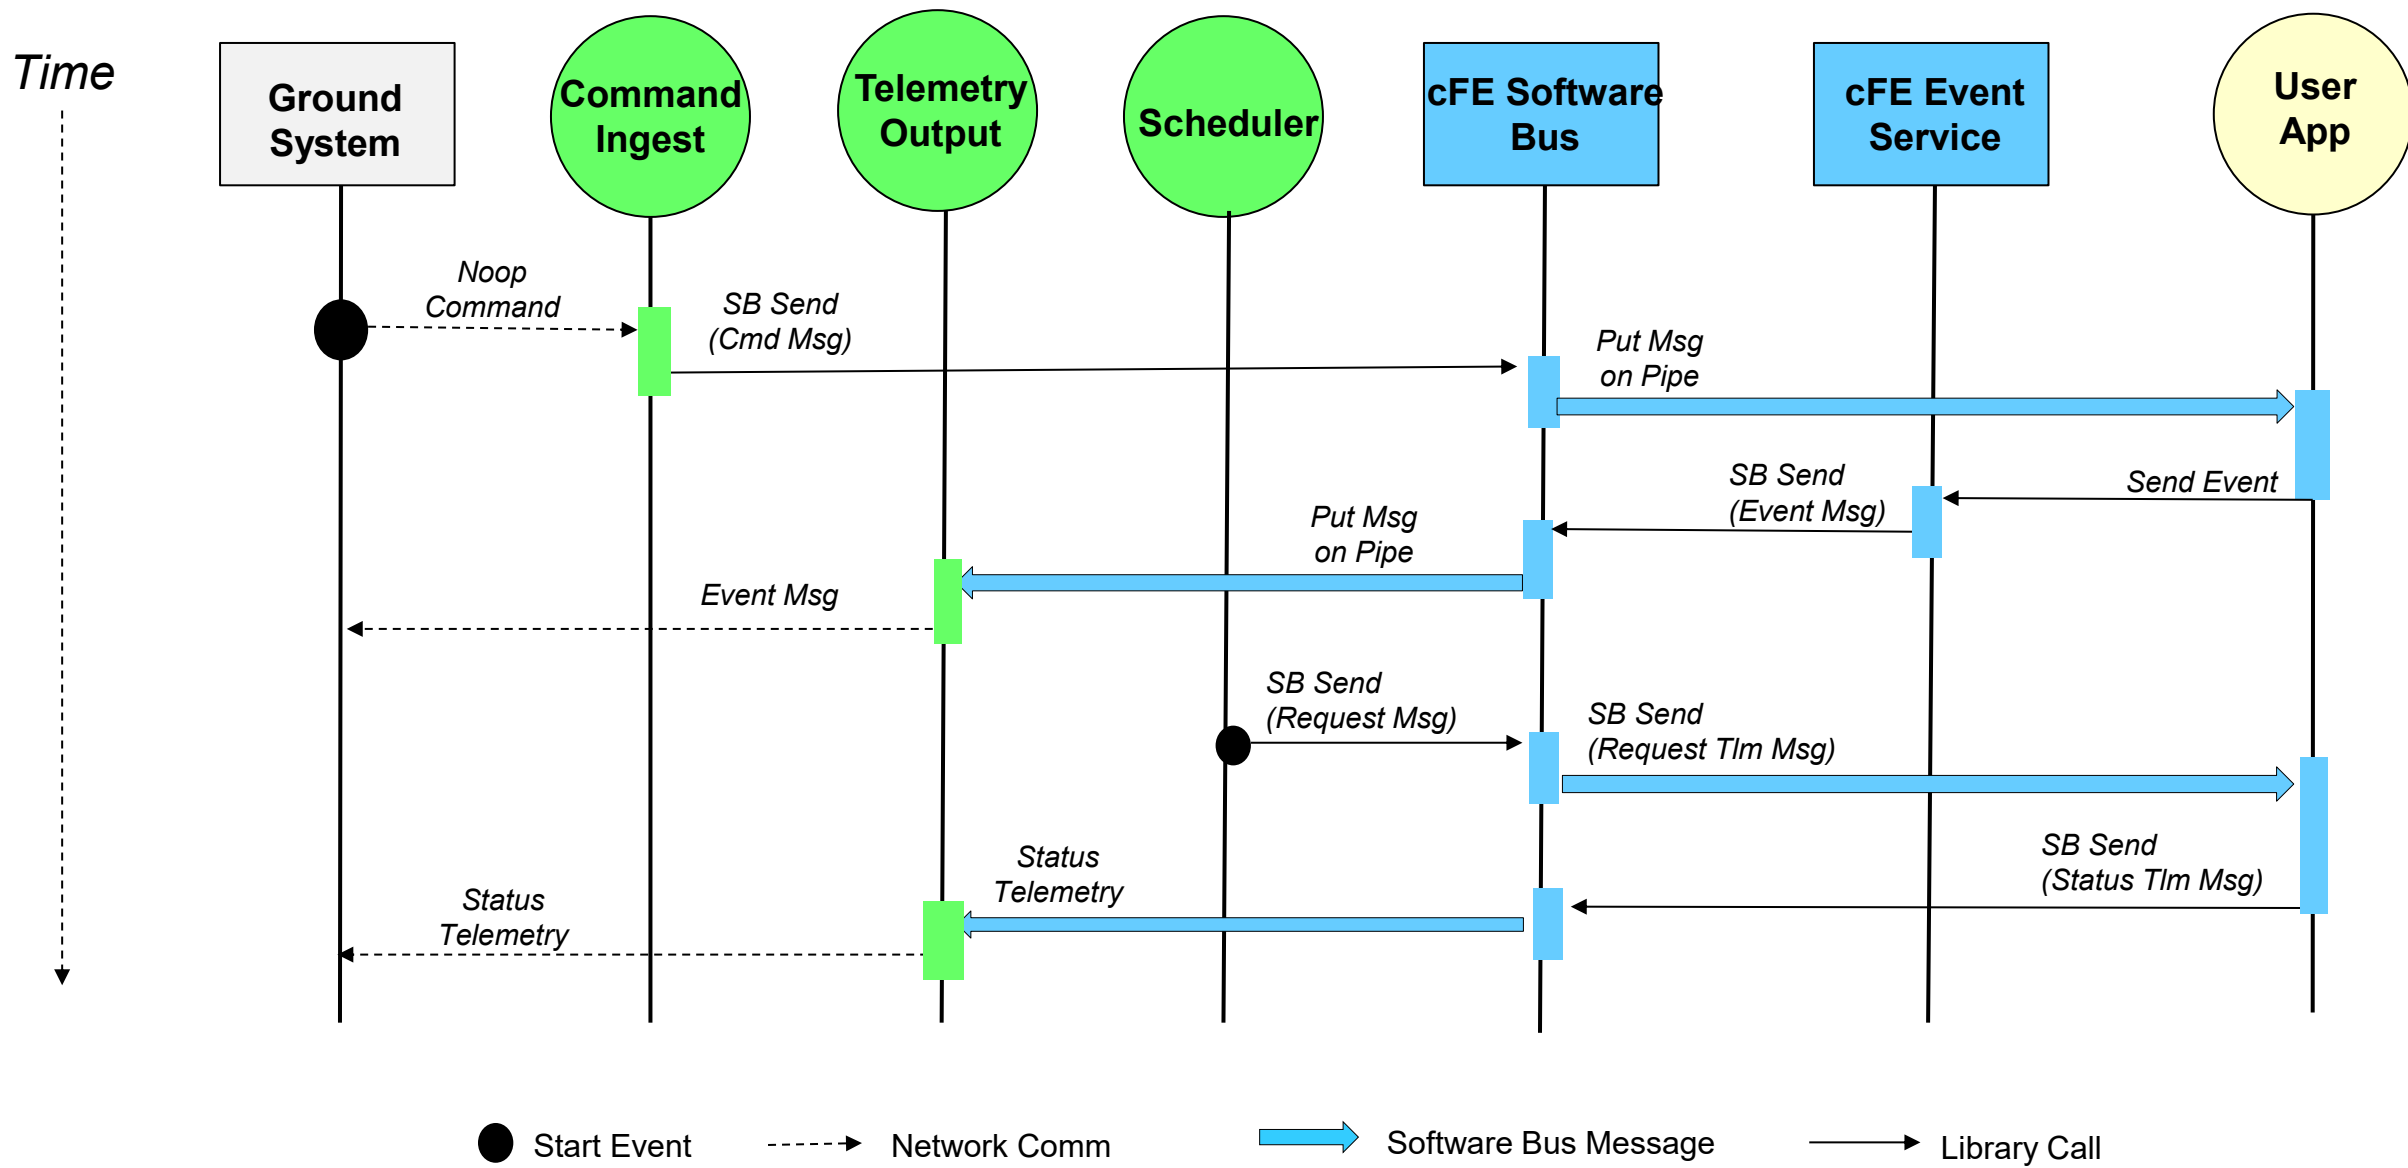 Time
Ground
System
Command
Ingest
Telemetry
Output
Scheduler
cFE Software
Bus
cFE Event
Service
User
App
Noop
Command
SB Send
(Cmd Msg)
Put Msg
on Pipe
Send Event
SB Send
(Event Msg)
Put Msg
on Pipe
Event Msg
SB Send
(Request Msg)
SB Send
(Request Tlm Msg)
SB Send
(Status Tlm Msg)
Status
Telemetry
Status
Telemetry
Start Event
Network Comm
Software Bus Message
Library Call